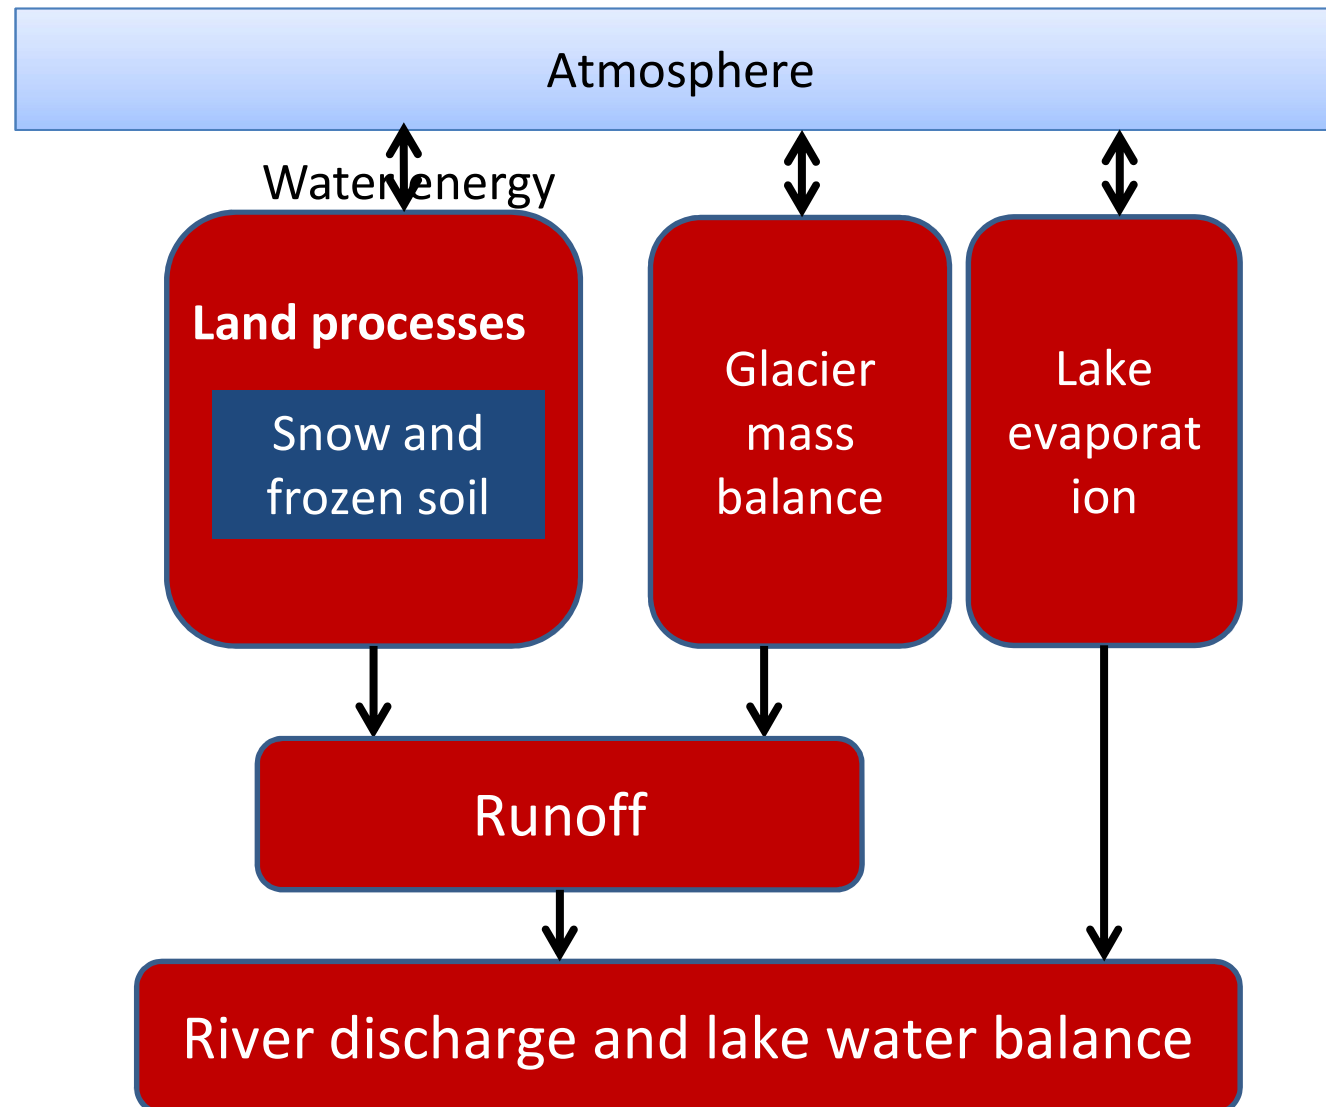 Atmosphere
Water energy
Land processes
Snow and
frozen soil
Glacier
mass
balance
Lake
evaporat
ion
Runoff
River discharge and lake water balance